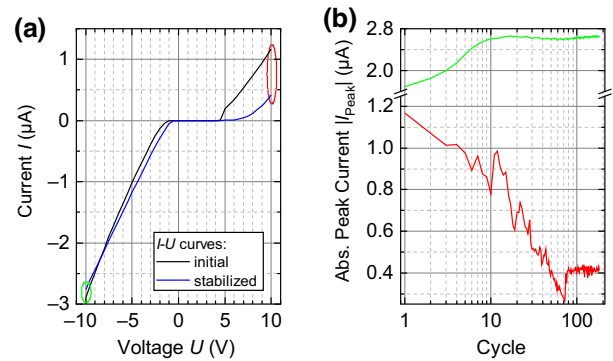 (a)
1
0
−1
−2
−3
Current I (μA)
I-U curves:
initial
stabilized
−10
−5
0
5
10
Voltage U (V)
(b)
2.8
2.0
1.2
1.0
0.8
0.6
0.4
Abs. Peak Current |IPeak| (μA)
1
10
100
Cycle